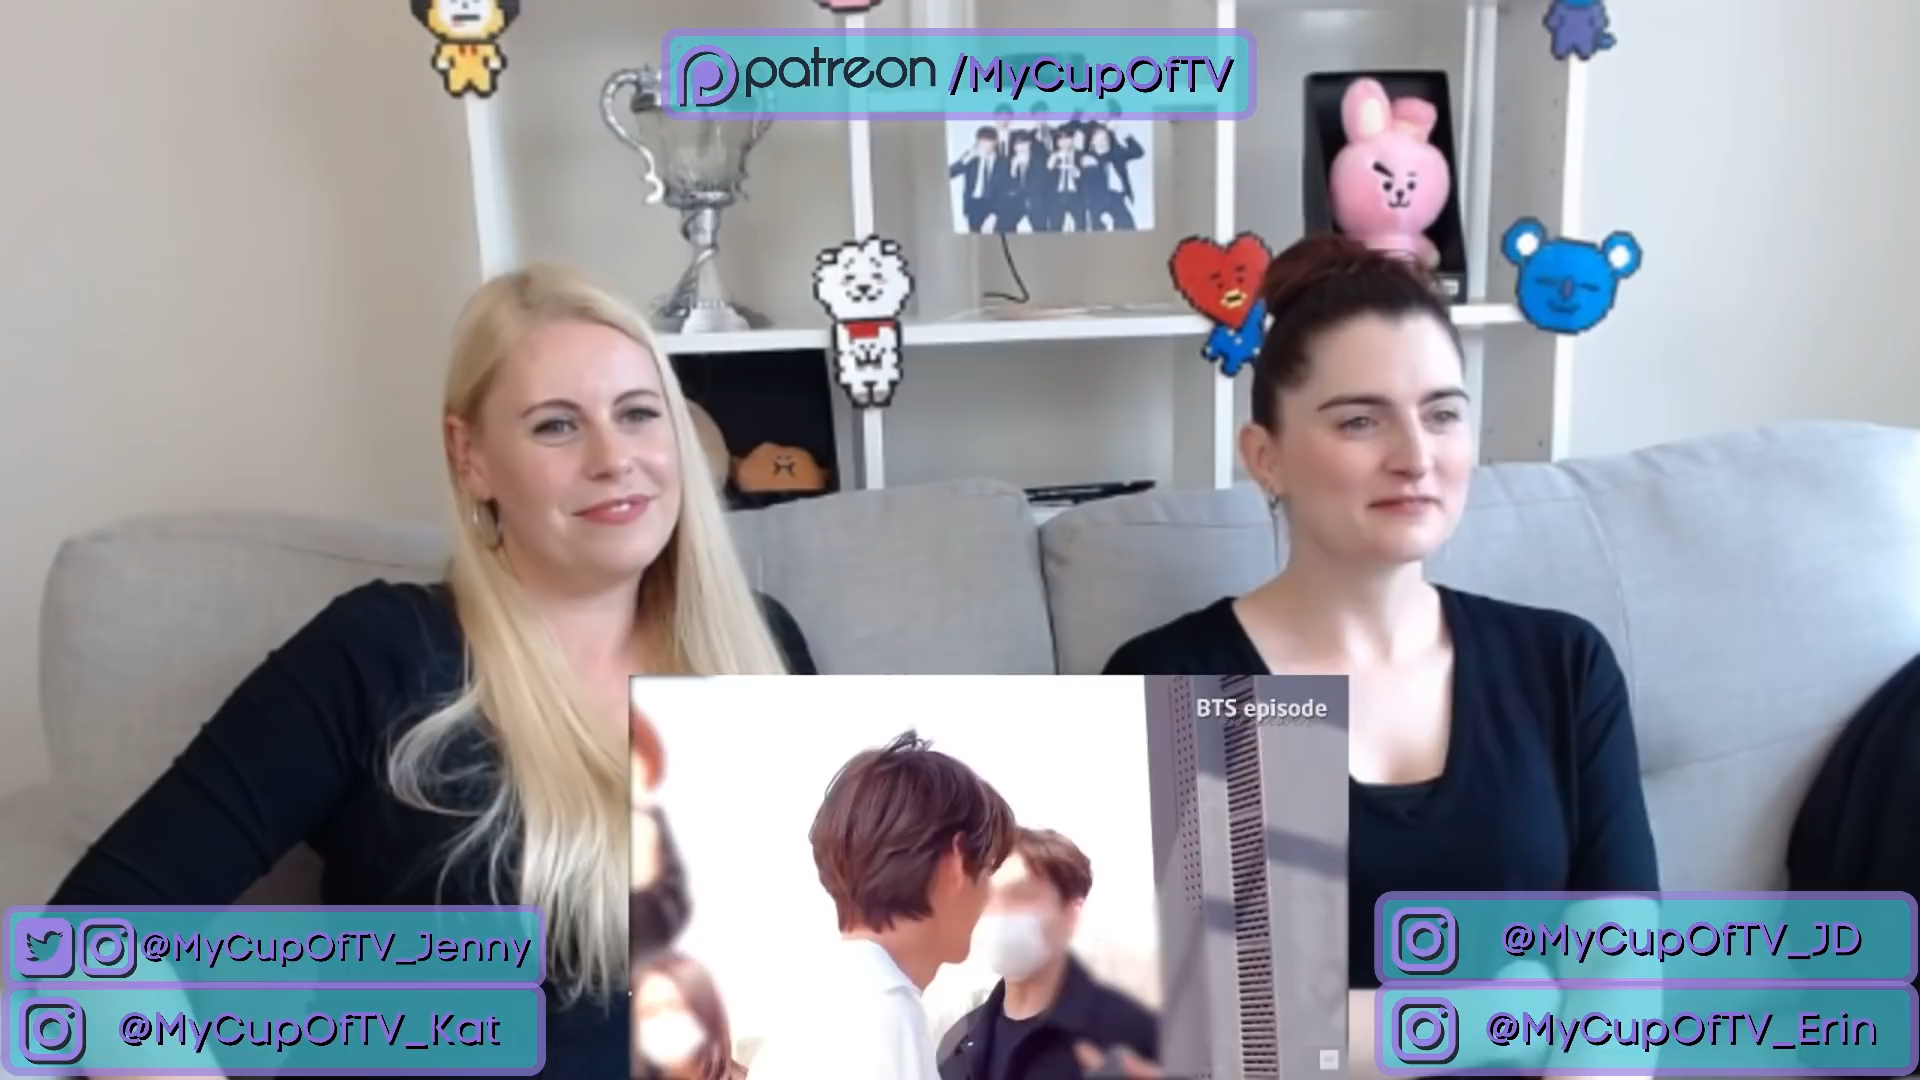 patreon /MyCupOfTV
BTS episode
@MyCupOfTV_Jenny
@MyCupOfTV_Kat
@MyCupOfTV_JD
@MyCupOfTV_Erin